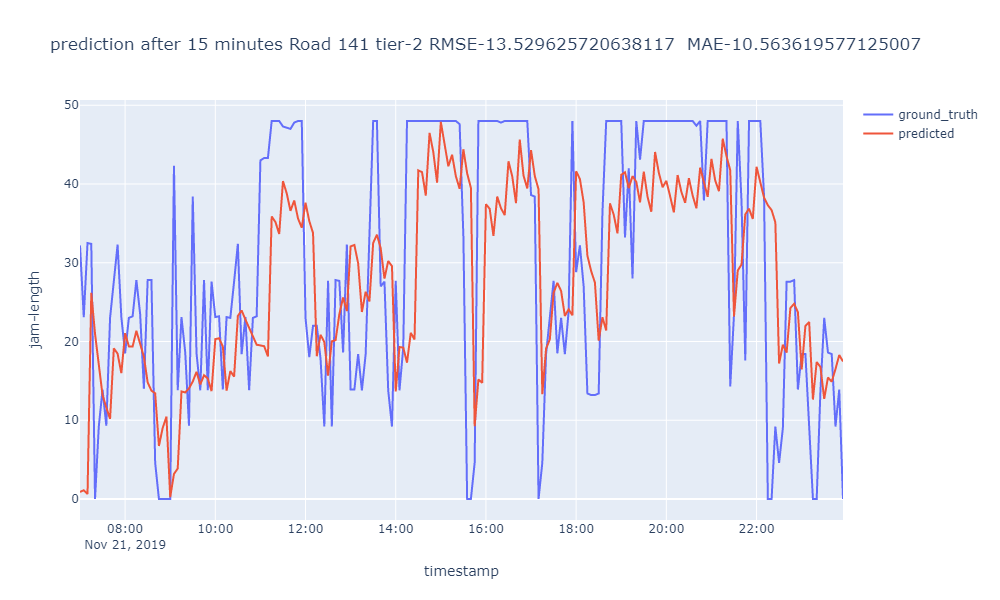 prediction after 15 minutes Road 141 tier-2 RMSE-13.529625720638117  MAE-10.563619577125007
ground_truth
predicted
jam-length
50
40
30
20
10
0
08:00 10:00 12:00 14:00 16:00 18:00 20:00 22:00
Nov 21, 2019
timestamp